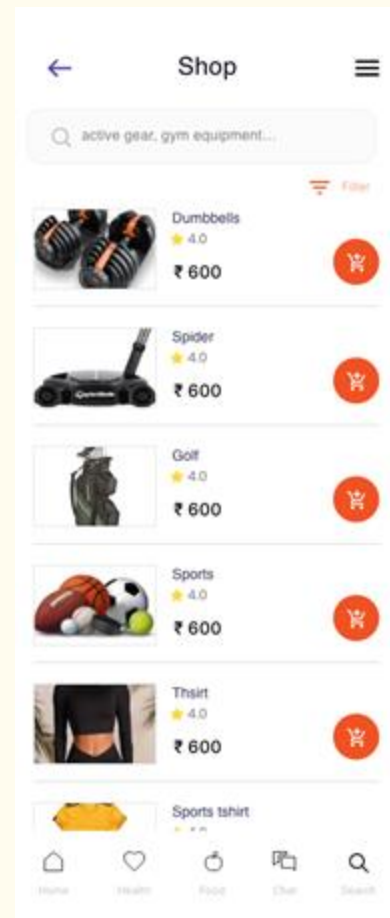 Shop
active gear, gym equipment...
Filter
Dumbbells
4.0
₹ 600
Spider
4.0
₹ 600
Golf
4.0
₹ 600
Sports
4.0
₹ 600
Thsirt
4.0
₹ 600
Sports tshirt
Home
Health
Food
Chat
Search